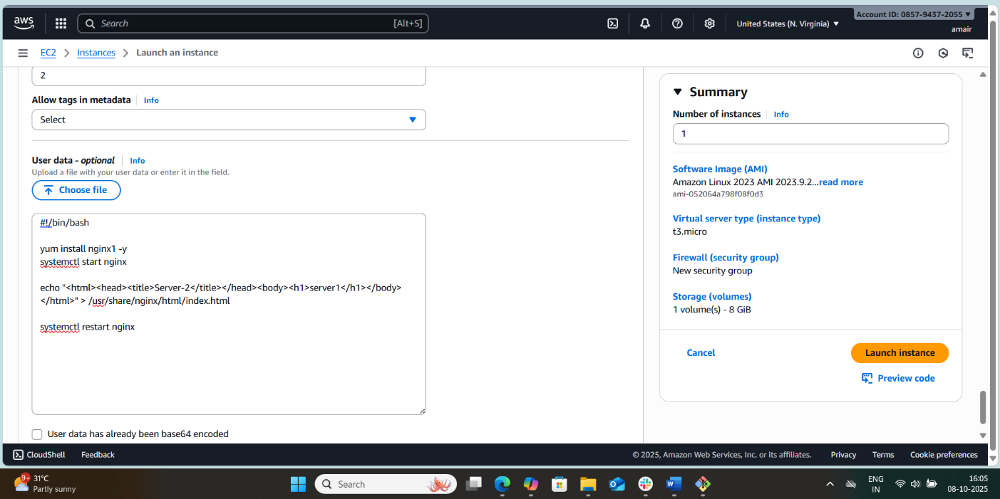 aws
Search [Alt+S]
United States (N. Virginia) ▼
Account ID: 0857-9437-2055 ▼
amair
EC2 > Instances > Launch an instance
2
Allow tags in metadata Info
Select
User data - optional Info
Upload a file with your user data or enter it in the field.
Choose file
#!/bin/bash
yum install nginx1 -y
systemctl start nginx
echo "<html><head><title>Server-2</title></head><body><h1>server1</h1></body>
</html>" > /usr/share/nginx/html/index.html
systemctl restart nginx
User data has already been base64 encoded
▼ Summary
Number of instances Info
1
Software Image (AMI)
Amazon Linux 2023 AMI 2023.9.2...read more
ami-052064a798f08f0d3
Virtual server type (instance type)
t3.micro
Firewall (security group)
New security group
Storage (volumes)
1 volume(s) - 8 GiB
Cancel Launch instance
Preview code
CloudShell Feedback © 2025, Amazon Web Services, Inc. or its affiliates. Privacy Terms Cookie preferences
9+ 31°C
Partly sunny
Search
ENG
IN
16:05
08-10-2025